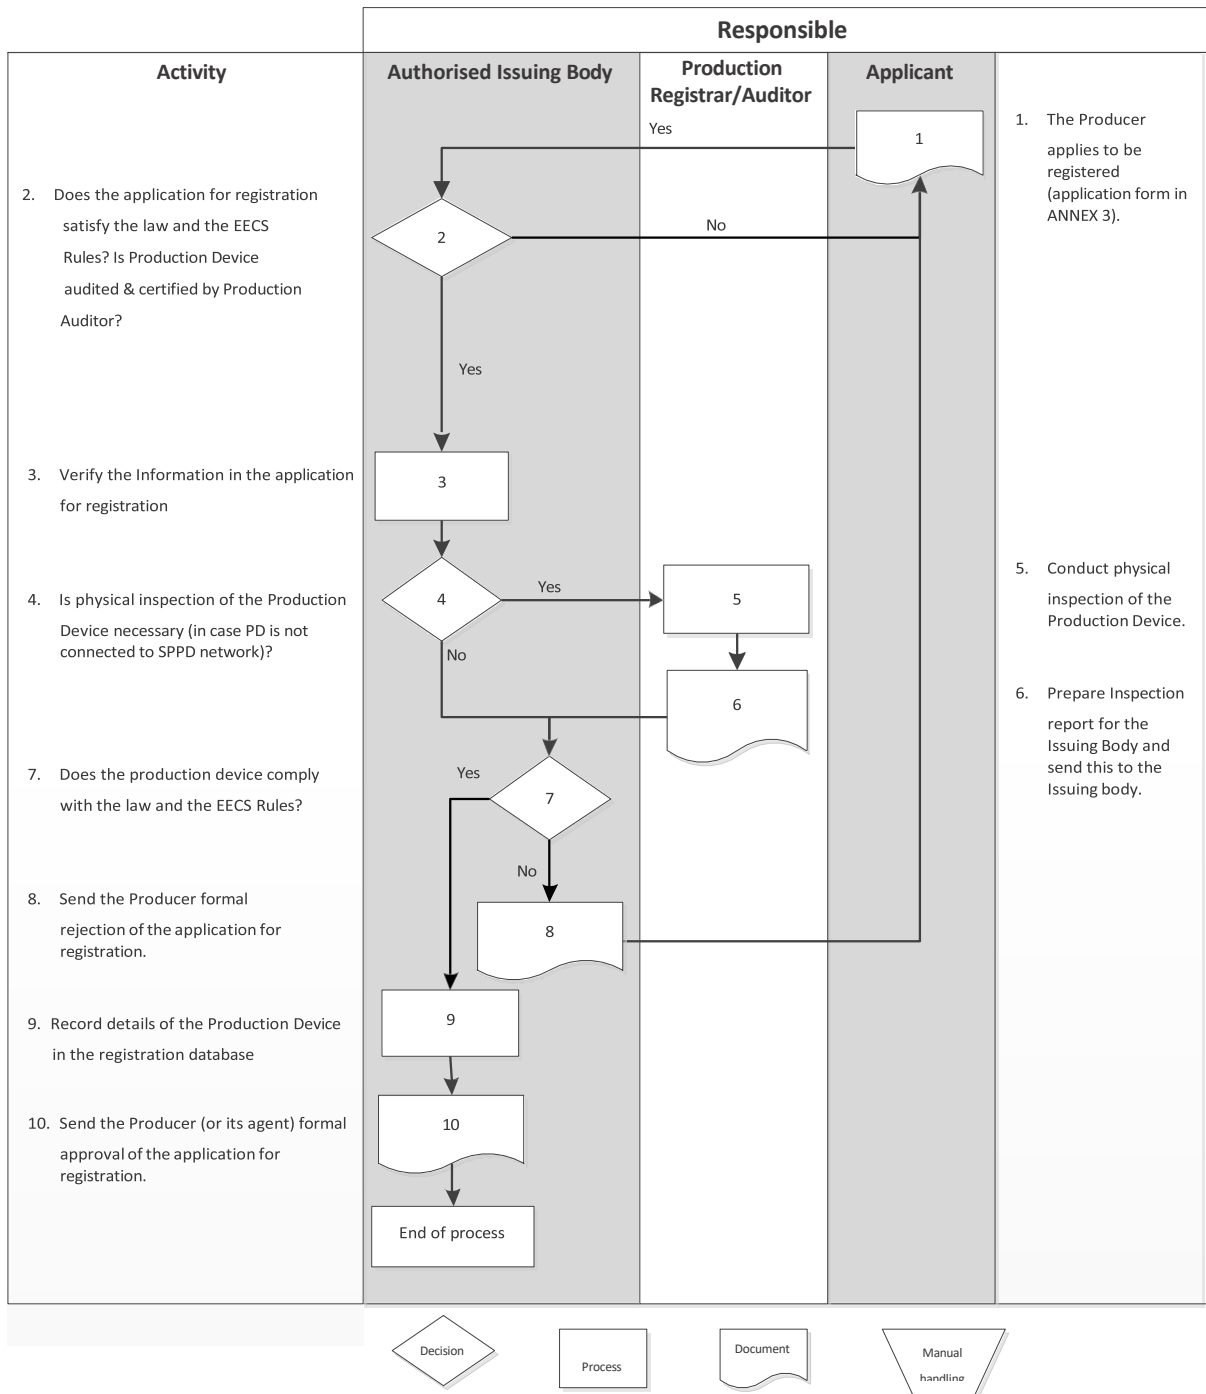 Responsible
Activity
Authorised Issuing Body
Production
Registrar/Auditor
Applicant
Yes
1
1. The Producer
applies to be
registered
(application form in
ANNEX 3).
2. Does the application for registration
satisfy the law and the EECS
Rules? Is Production Device
audited & certified by Production
Auditor?
2
No
Yes
3. Verify the Information in the application
for registration
3
4. Is physical inspection of the Production
Device necessary (in case PD is not
connected to SPPD network)?
4
Yes
5
5. Conduct physical
inspection of the
Production Device.
No
6
6. Prepare Inspection
report for the
Issuing Body and
send this to the
Issuing body.
7. Does the production device comply
with the law and the EECS Rules?
Yes
7
No
8. Send the Producer formal
rejection of the application for
registration.
8
9. Record details of the Production Device
in the registration database
9
10. Send the Producer (or its agent) formal
approval of the application for
registration.
10
End of process
Decision
Process
Document
Manual
handling